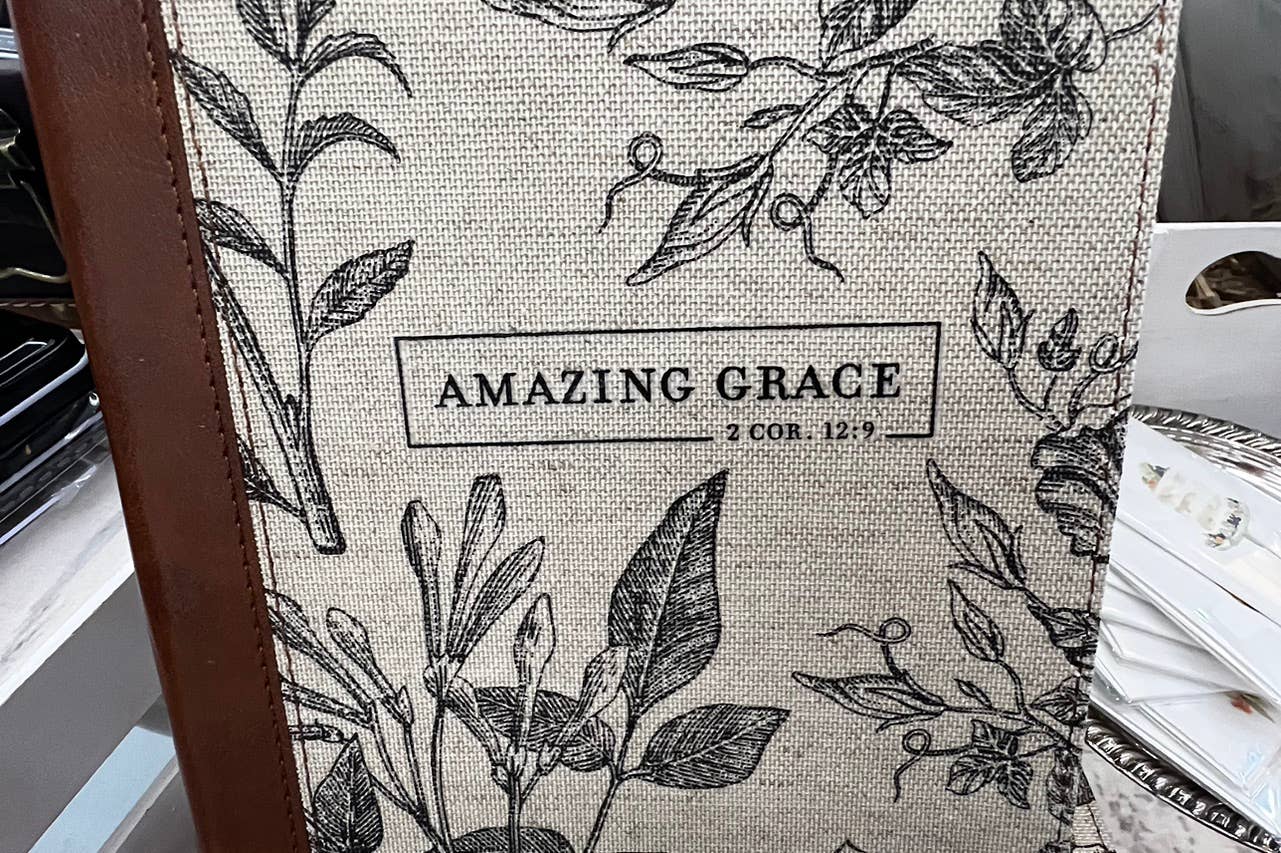 AMAZING GRACE
2 COR. 12:9